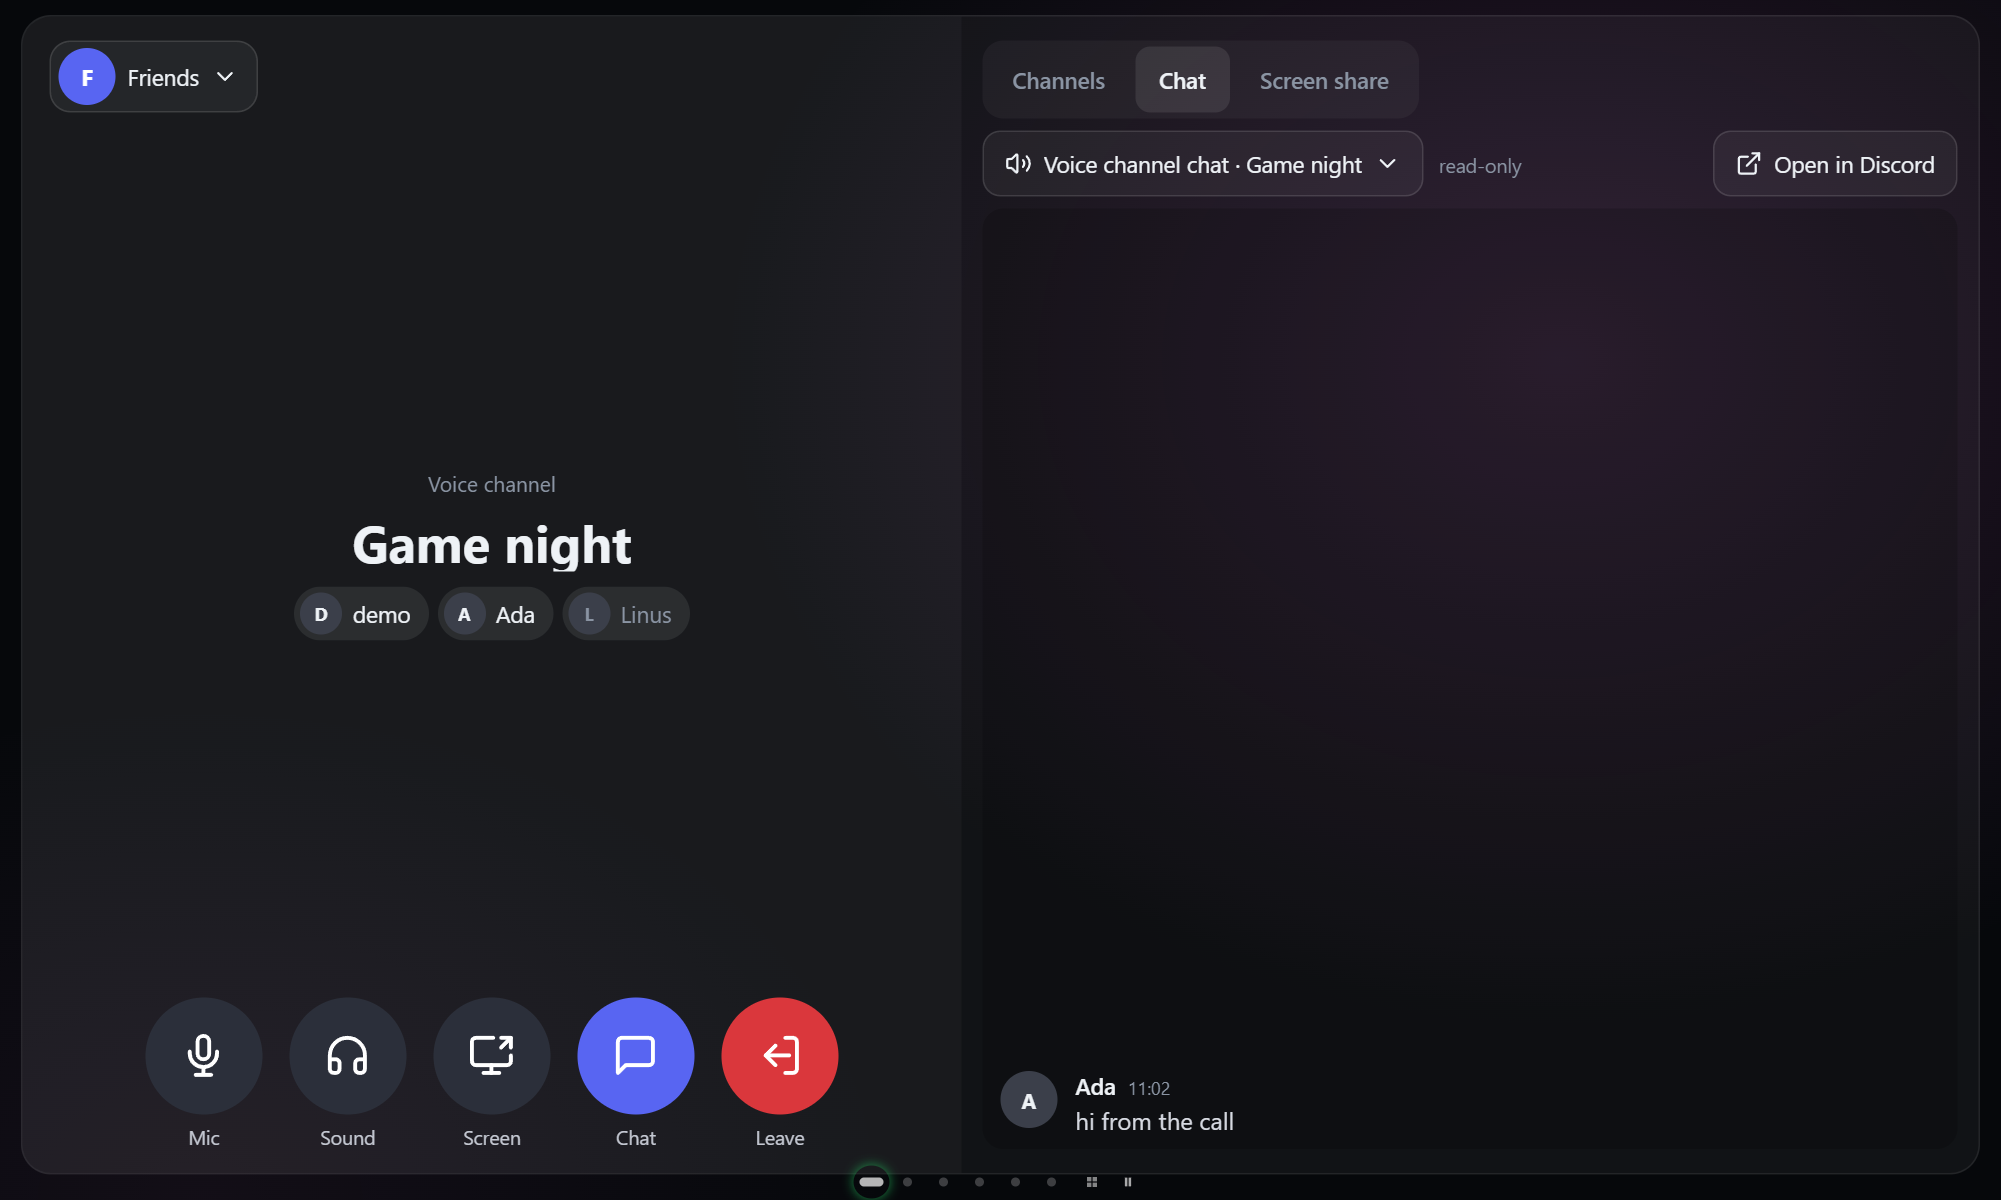 F Friends
Channels Chat Screen share
Voice channel chat · Game night read-only Open in Discord
Voice channel
Game night
D demo A Ada L Linus
Mic Sound Screen Chat Leave
A Ada 11:02
hi from the call